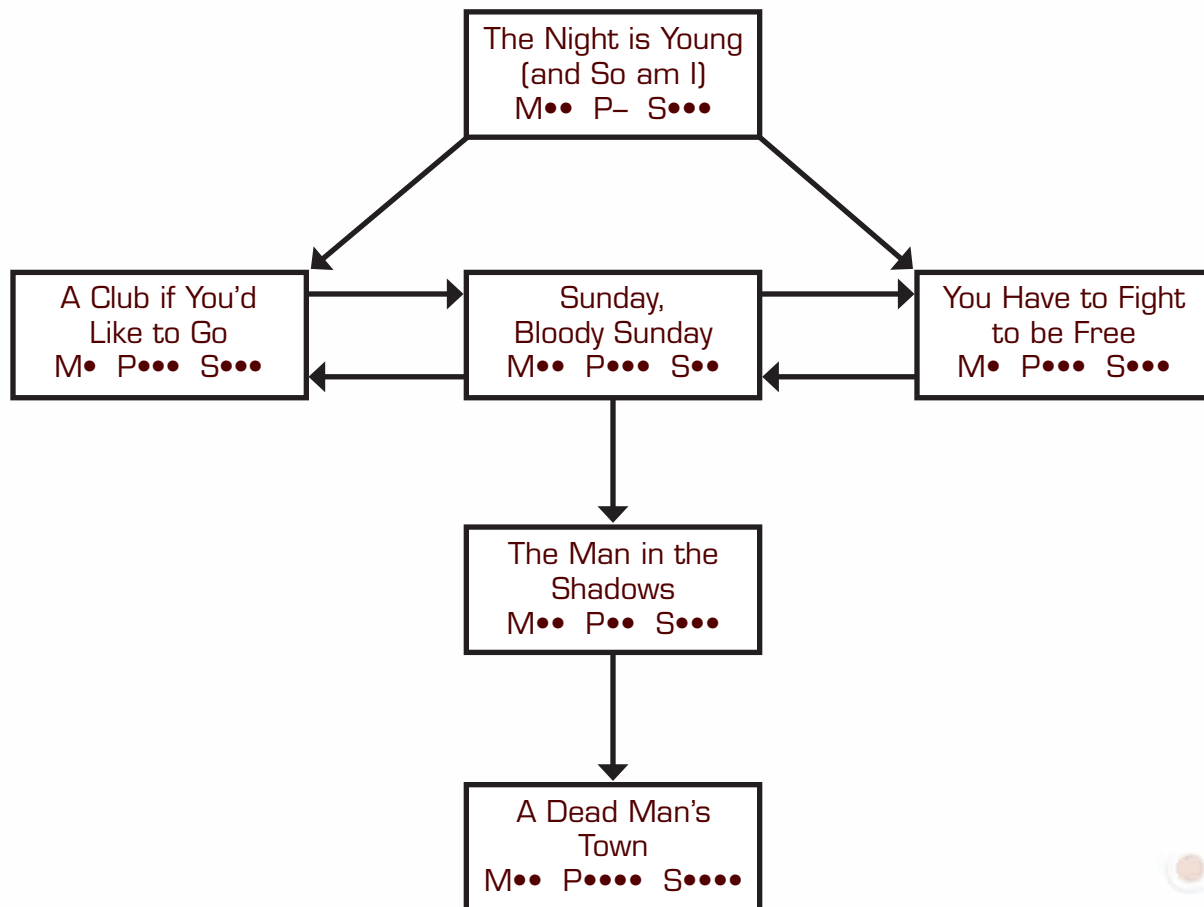 The Night is Young
(and So am I)
M•• P– S•••
A Club if You'd
Like to Go
M• P••• S•••
Sunday,
Bloody Sunday
M•• P••• S••
You Have to Fight
to be Free
M• P••• S•••
The Man in the
Shadows
M•• P•• S•••
A Dead Man's
Town
M•• P•••• S••••